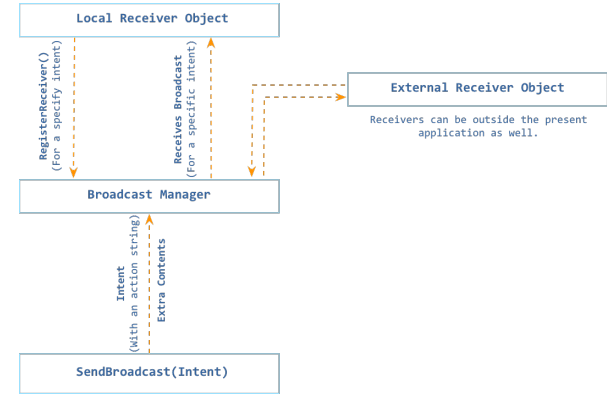 Local Receiver Object
RegisterReceiver()
(For a specify intent)
Receives Broadcast
(For a specific intent)
External Receiver Object
Receivers can be outside the present
application as well.
Broadcast Manager
Intent
(With an action string)
Extra Contents
SendBroadcast(Intent)